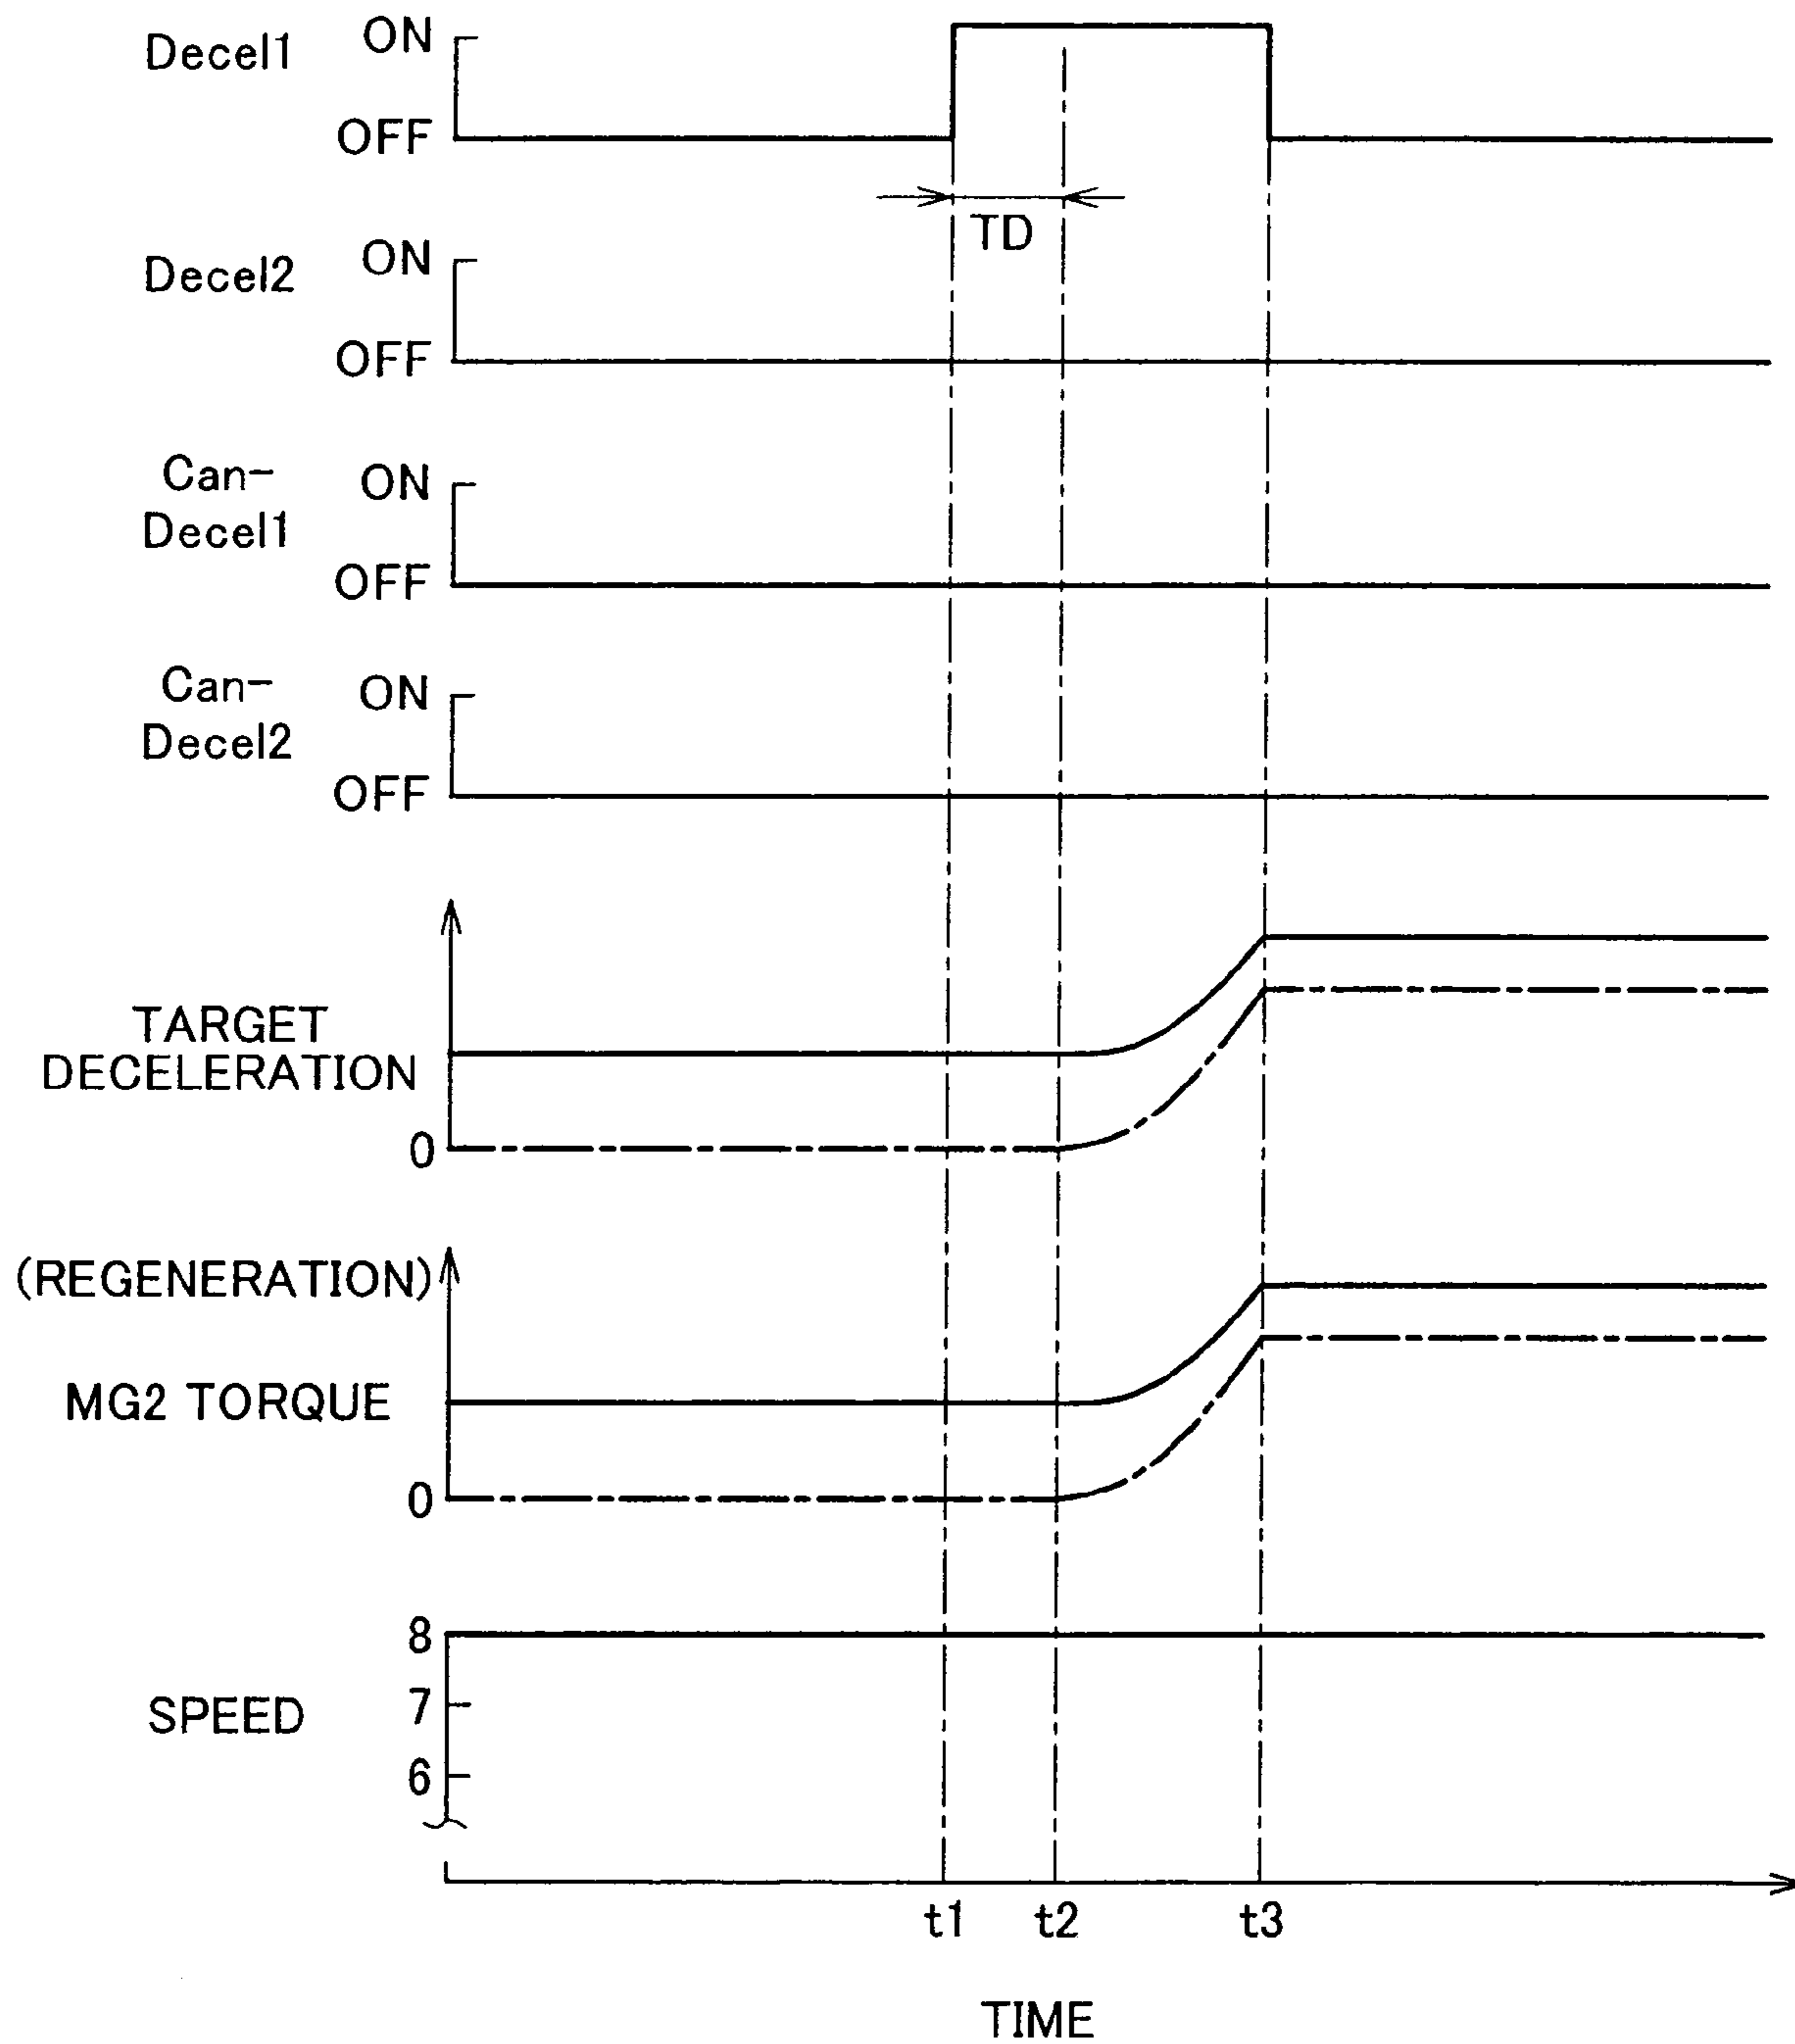 Decel1
ON
OFF
TD
Decel2
ON
OFF
Can-
Decel1
ON
OFF
Can-
Decel2
ON
OFF
TARGET
DECELERATION
0
(REGENERATION)
MG2 TORQUE
0
SPEED
8
7
6
t1 t2 t3
TIME